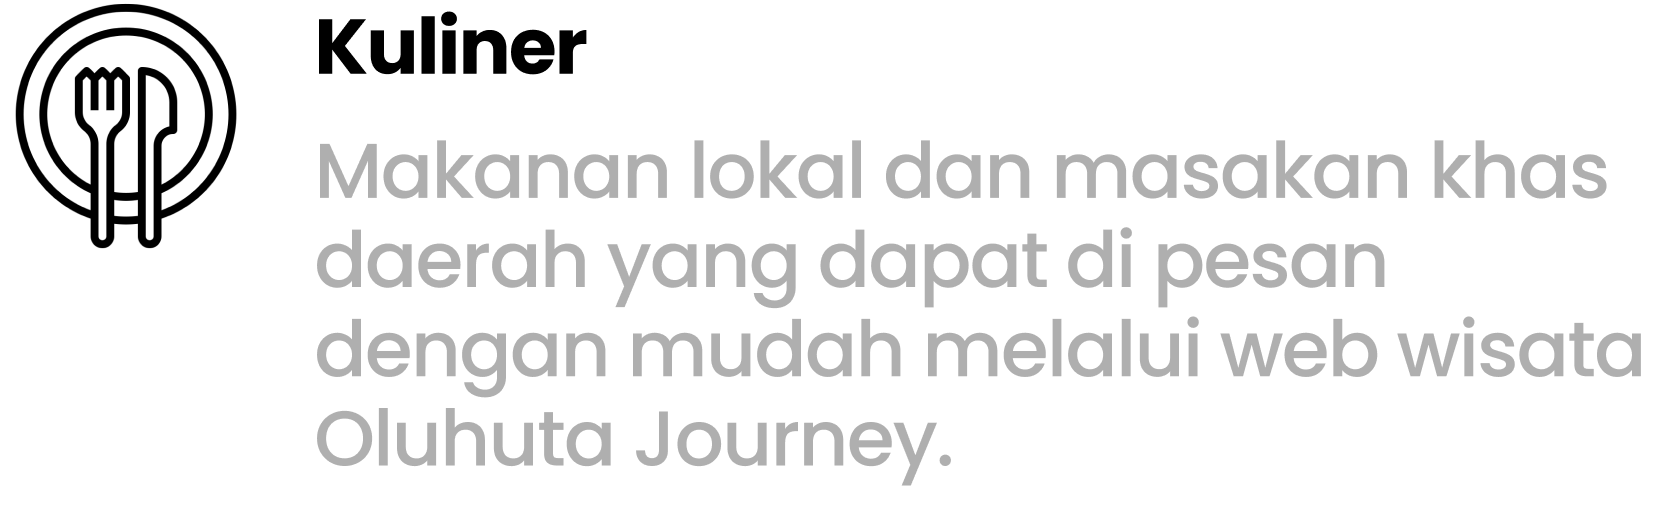 Kuliner
Makanan lokal dan masakan khas
daerah yang dapat di pesan
dengan mudah melalui web wisata
Oluhuta Journey.